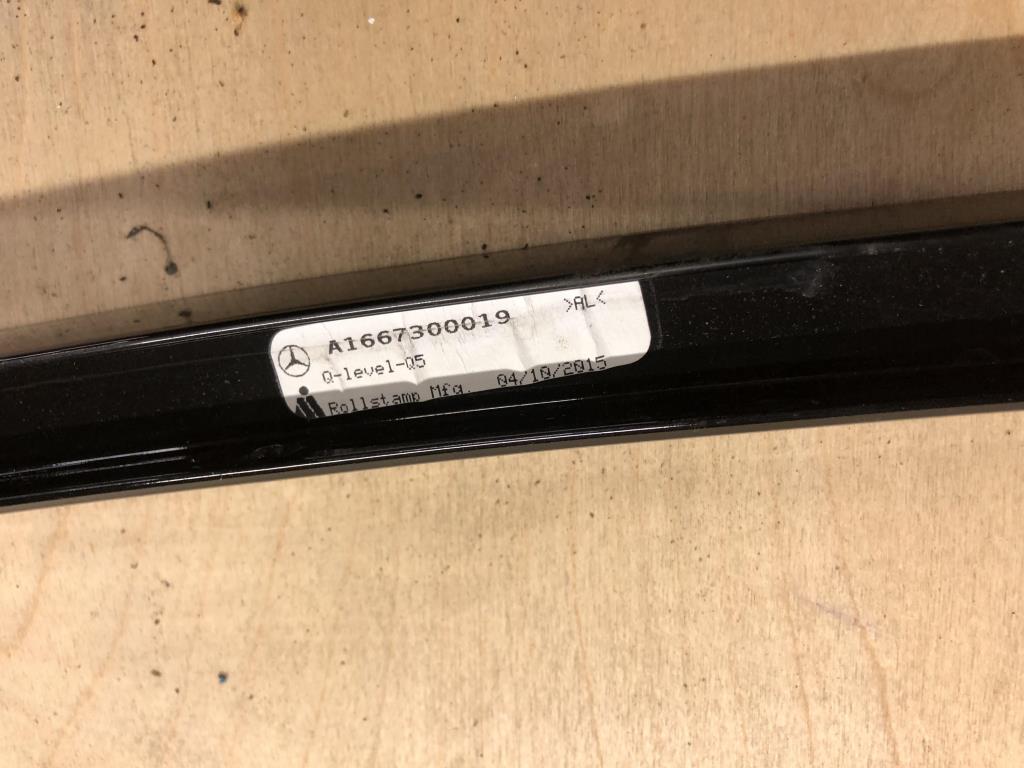 A1667300019 >AL<
Q-level-Q5
Rollstamp Mfg. 04/10/2015